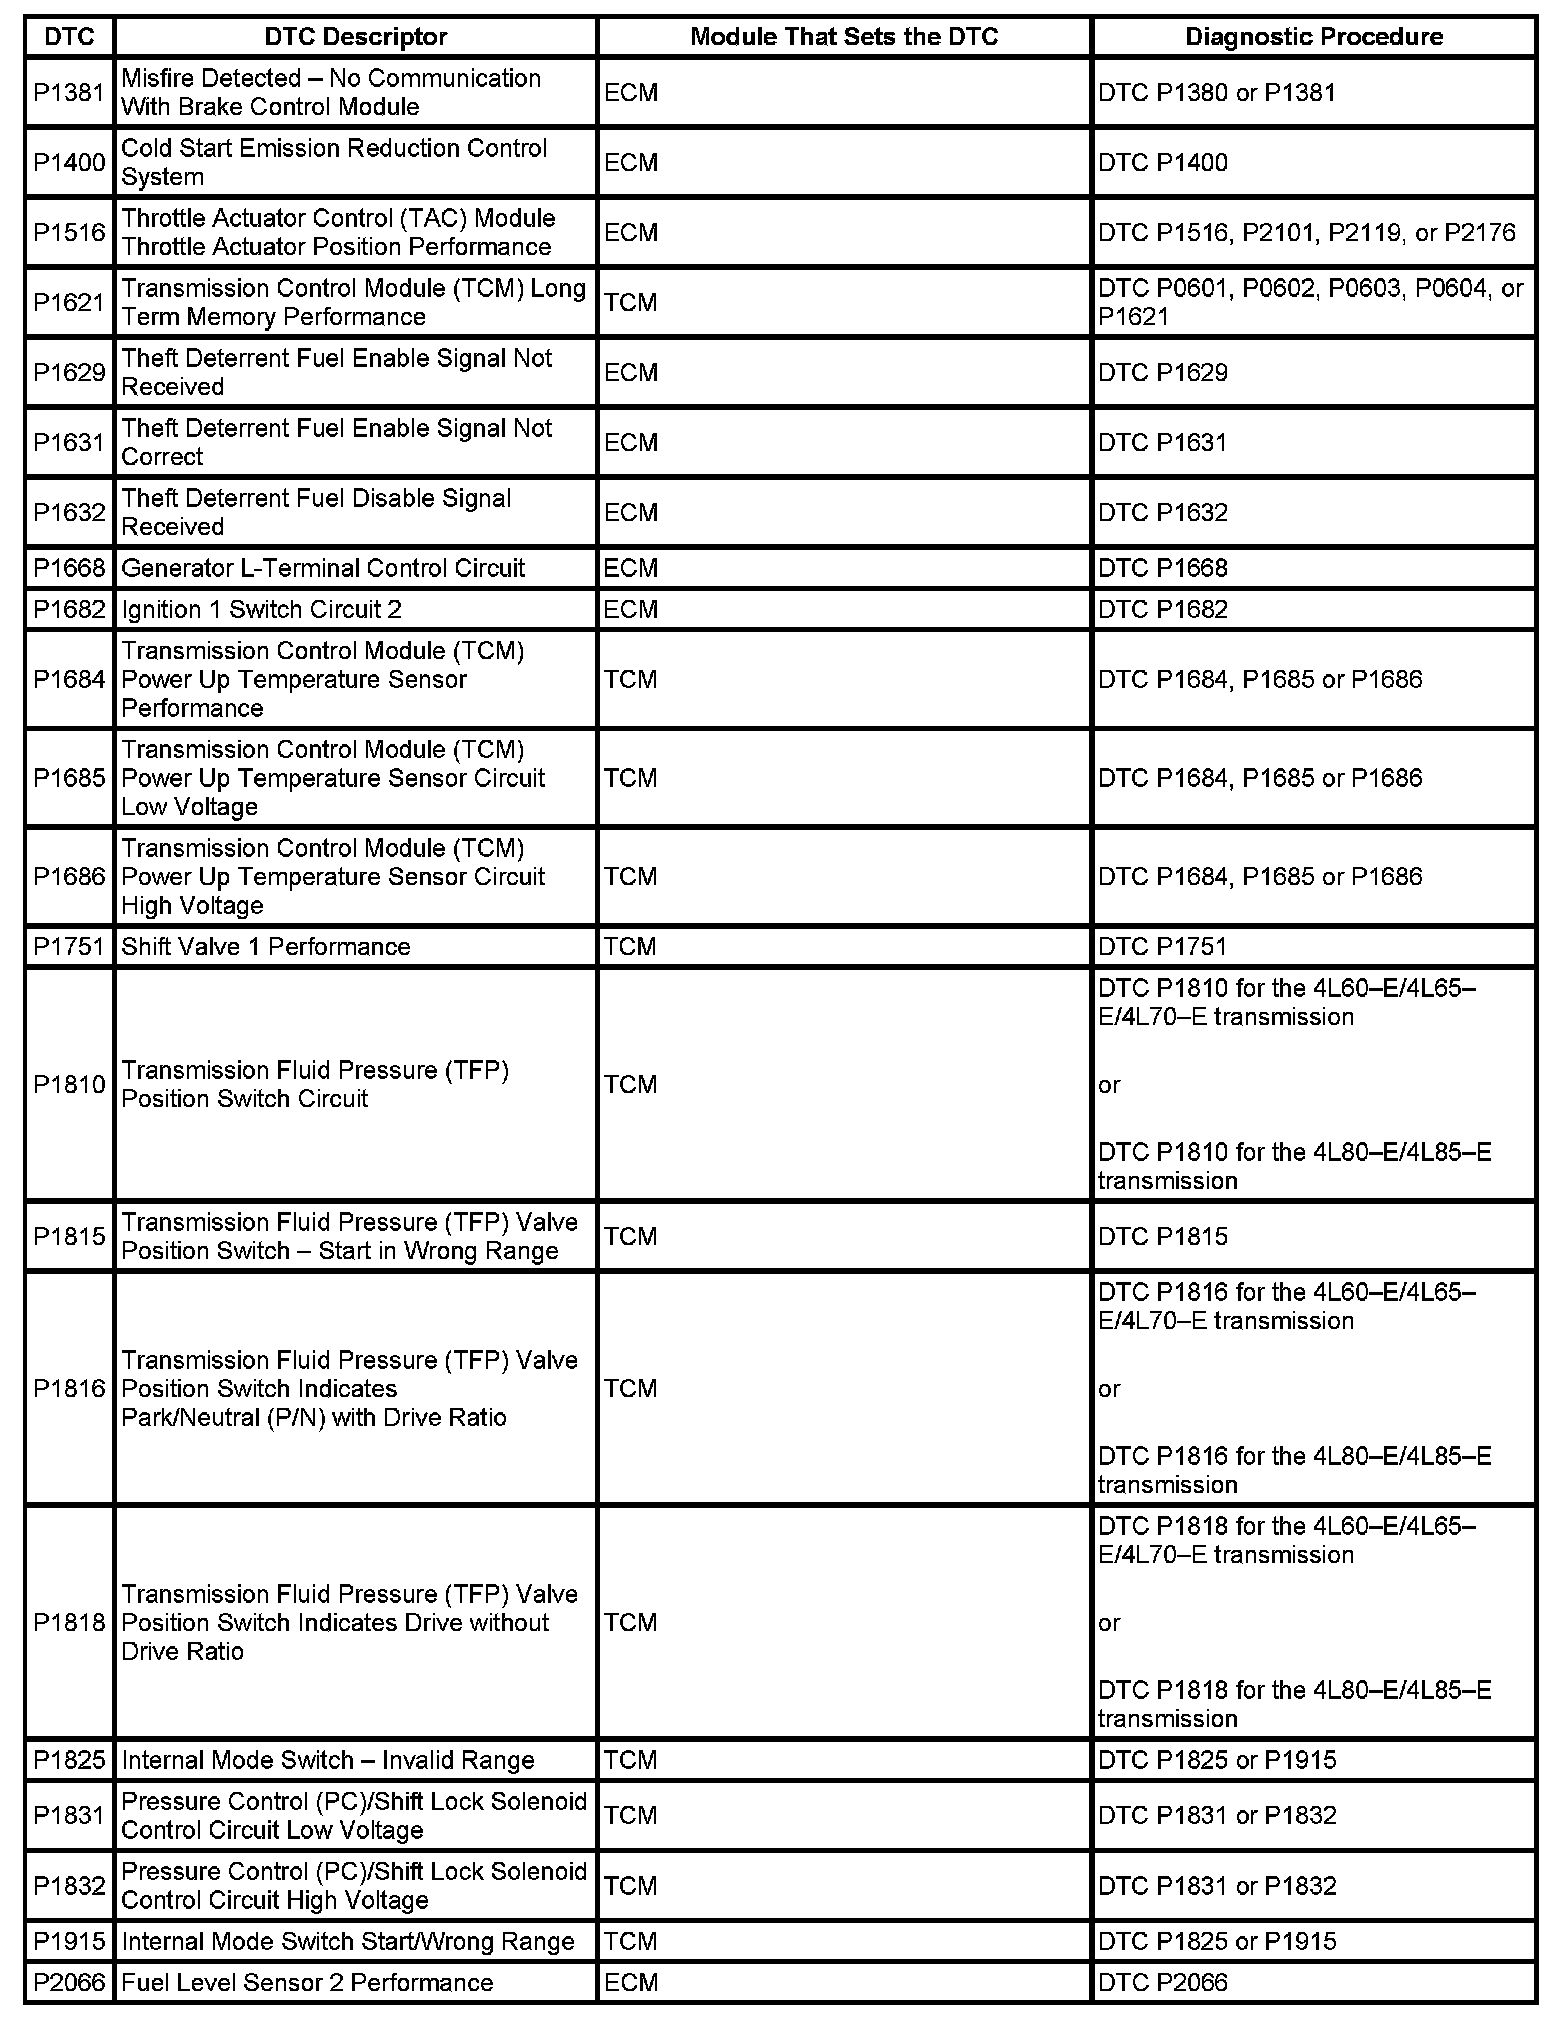 DTC DTC Descriptor Module That Sets the DTC Diagnostic Procedure
P1381 Misfire Detected – No Communication With Brake Control Module ECM DTC P1380 or P1381
P1400 Cold Start Emission Reduction Control System ECM DTC P1400
P1516 Throttle Actuator Control (TAC) Module Throttle Actuator Position Performance ECM DTC P1516, P2101, P2119, or P2176
P1621 Transmission Control Module (TCM) Long Term Memory Performance TCM DTC P0601, P0602, P0603, P0604, or P1621
P1629 Theft Deterrent Fuel Enable Signal Not Received ECM DTC P1629
P1631 Theft Deterrent Fuel Enable Signal Not Correct ECM DTC P1631
P1632 Theft Deterrent Fuel Disable Signal Received ECM DTC P1632
P1668 Generator L-Terminal Control Circuit ECM DTC P1668
P1682 Ignition 1 Switch Circuit 2 ECM DTC P1682
P1684 Transmission Control Module (TCM) Power Up Temperature Sensor Performance TCM DTC P1684, P1685 or P1686
P1685 Transmission Control Module (TCM) Power Up Temperature Sensor Circuit Low Voltage TCM DTC P1684, P1685 or P1686
P1686 Transmission Control Module (TCM) Power Up Temperature Sensor Circuit High Voltage TCM DTC P1684, P1685 or P1686
P1751 Shift Valve 1 Performance TCM DTC P1751
P1810 Transmission Fluid Pressure (TFP) Position Switch Circuit TCM DTC P1810 for the 4L60–E/4L65–E/4L70–E transmission
or
DTC P1810 for the 4L80–E/4L85–E transmission
P1815 Transmission Fluid Pressure (TFP) Valve Position Switch – Start in Wrong Range TCM DTC P1815
P1816 Transmission Fluid Pressure (TFP) Valve Position Switch Indicates Park/Neutral (P/N) with Drive Ratio TCM DTC P1816 for the 4L60–E/4L65–E/4L70–E transmission
or
DTC P1816 for the 4L80–E/4L85–E transmission
P1818 Transmission Fluid Pressure (TFP) Valve Position Switch Indicates Drive without Drive Ratio TCM DTC P1818 for the 4L60–E/4L65–E/4L70–E transmission
or
DTC P1818 for the 4L80–E/4L85–E transmission
P1825 Internal Mode Switch – Invalid Range TCM DTC P1825 or P1915
P1831 Pressure Control (PC)/Shift Lock Solenoid Control Circuit Low Voltage TCM DTC P1831 or P1832
P1832 Pressure Control (PC)/Shift Lock Solenoid Control Circuit High Voltage TCM DTC P1831 or P1832
P1915 Internal Mode Switch Start/Wrong Range TCM DTC P1825 or P1915
P2066 Fuel Level Sensor 2 Performance ECM DTC P2066